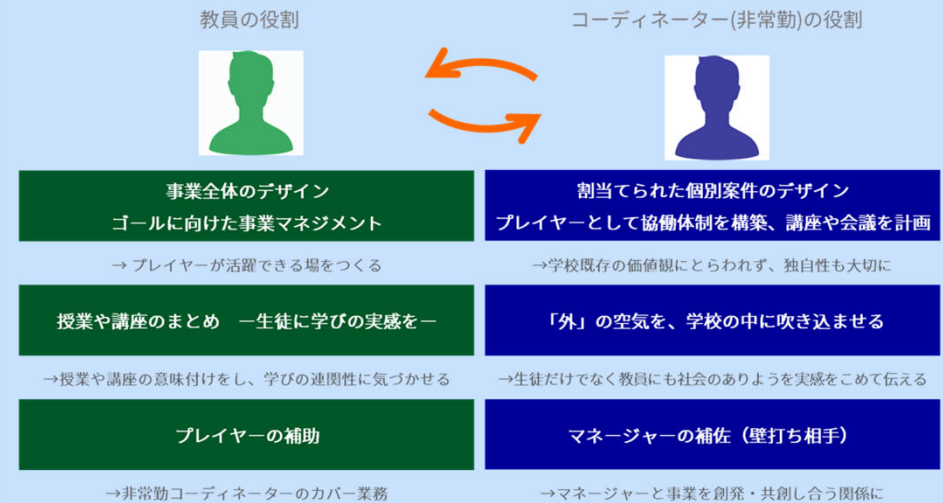 教員の役割
コーディネーター(非常勤)の役割
事業全体のデザイン
ゴールに向けた事業マネジメント
→ プレイヤーが活躍できる場をつくる
授業や講座のまとめ　―生徒に学びの実感を―
→授業や講座の意味付けをし、学びの連関性に気づかせる
プレイヤーの補助
→非常勤コーディネーターのカバー業務
割当てられた個別案件のデザイン
プレイヤーとして協働体制を構築、講座や会議を計画
→学校既存の価値観にとらわれず、独自性も大切に
「外」の空気を、学校の中に吹き込ませる
→生徒だけでなく教員にも社会のありようを実感をこめて伝える
マネージャーの補佐（壁打ち相手）
→マネージャーと事業を創発・共創し合う関係に